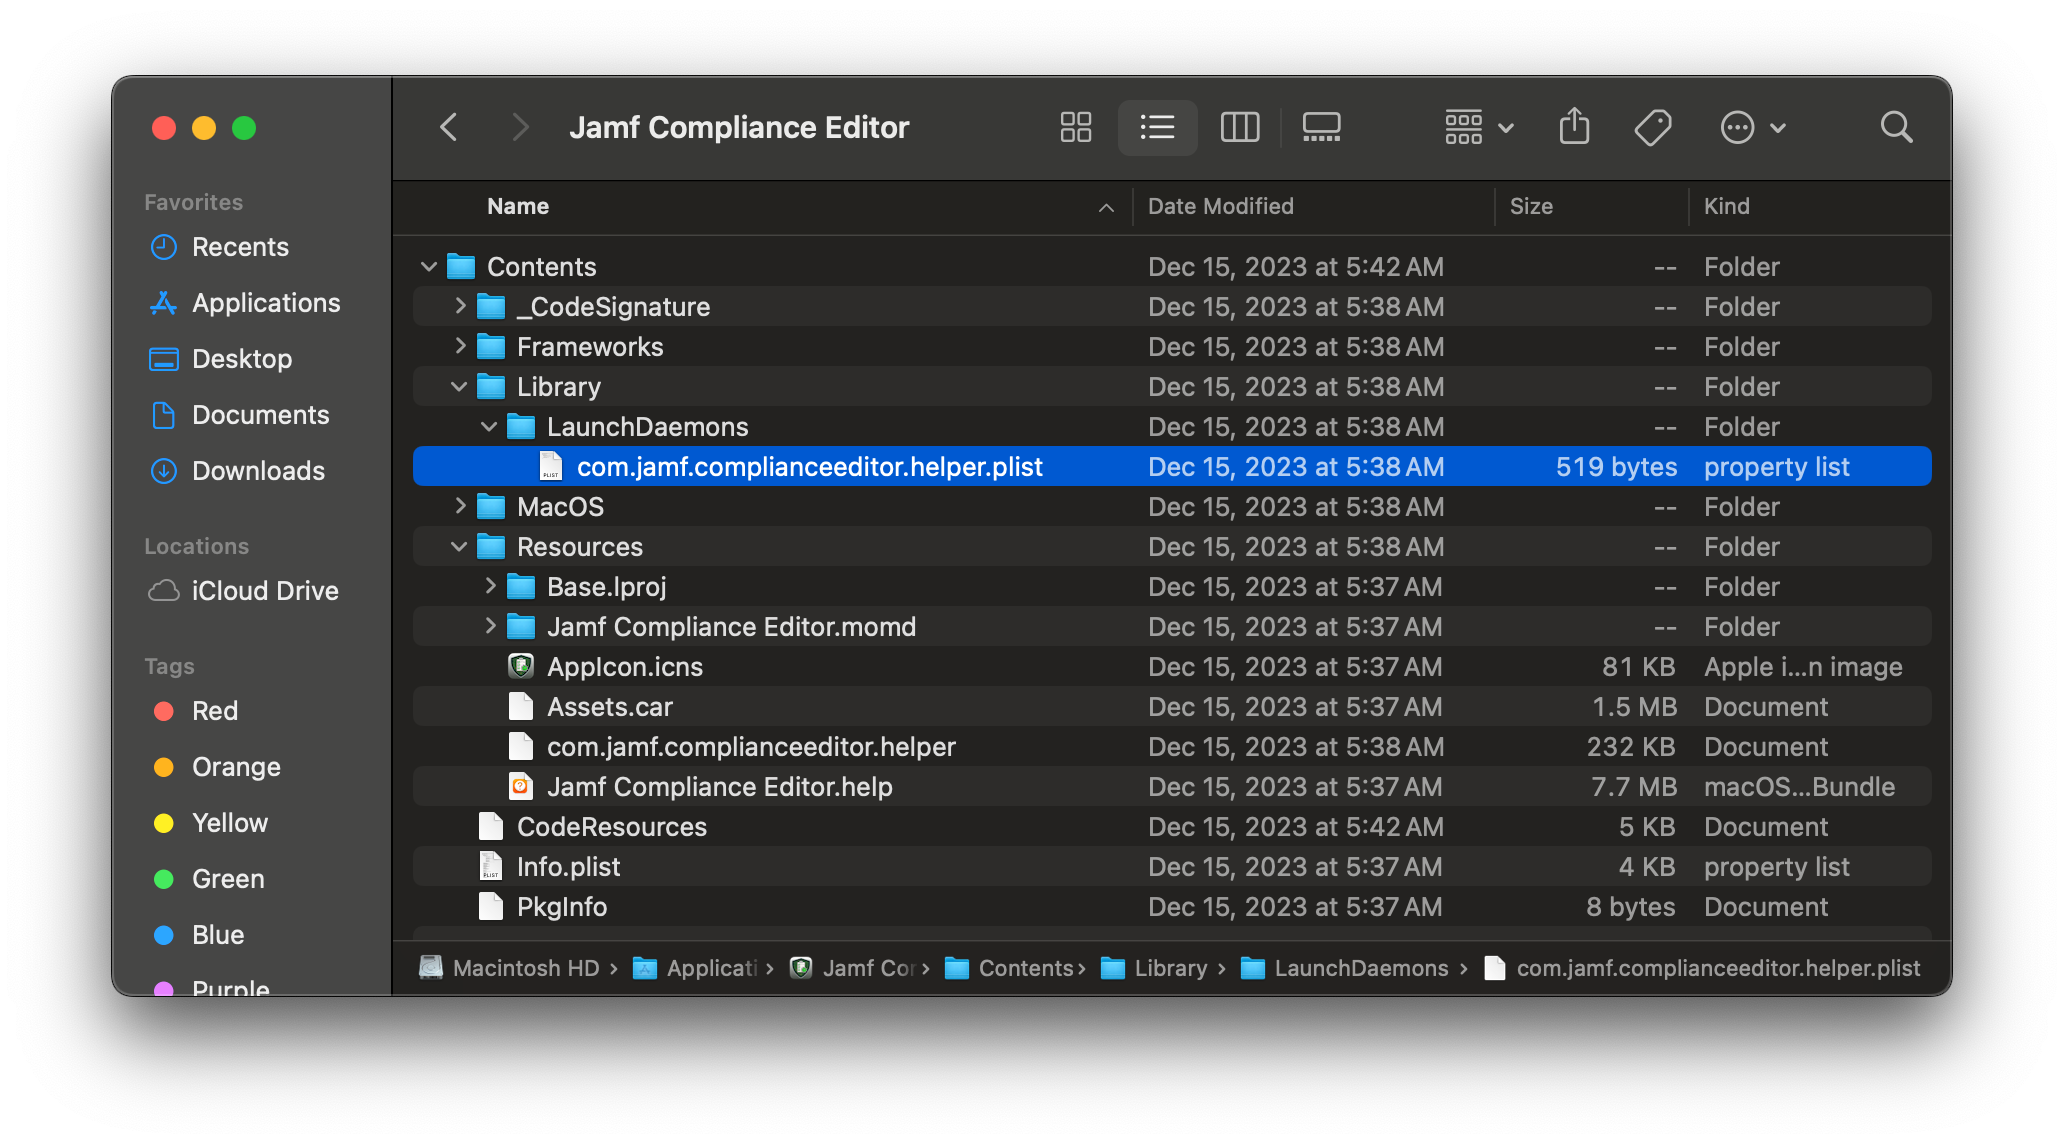 Jamf Compliance Editor
Favorites
Recents
Applications
Desktop
Documents
Downloads
Locations
iCloud Drive
Tags
Red
Orange
Yellow
Green
Blue
Purple
Name Date Modified Size Kind
Contents Dec 15, 2023 at 5:42 AM -- Folder
_CodeSignature Dec 15, 2023 at 5:38 AM -- Folder
Frameworks Dec 15, 2023 at 5:38 AM -- Folder
Library Dec 15, 2023 at 5:38 AM -- Folder
LaunchDaemons Dec 15, 2023 at 5:38 AM -- Folder
com.jamf.complianceeditor.helper.plist Dec 15, 2023 at 5:38 AM 519 bytes property list
MacOS Dec 15, 2023 at 5:38 AM -- Folder
Resources Dec 15, 2023 at 5:38 AM -- Folder
Base.lproj Dec 15, 2023 at 5:37 AM -- Folder
Jamf Compliance Editor.momd Dec 15, 2023 at 5:37 AM -- Folder
AppIcon.icns Dec 15, 2023 at 5:37 AM 81 KB Apple i...n image
Assets.car Dec 15, 2023 at 5:37 AM 1.5 MB Document
com.jamf.complianceeditor.helper Dec 15, 2023 at 5:38 AM 232 KB Document
Jamf Compliance Editor.help Dec 15, 2023 at 5:37 AM 7.7 MB macOS...Bundle
CodeResources Dec 15, 2023 at 5:42 AM 5 KB Document
Info.plist Dec 15, 2023 at 5:37 AM 4 KB property list
PkgInfo Dec 15, 2023 at 5:37 AM 8 bytes Document
Macintosh HD › Applicati › Jamf Cor › Contents › Library › LaunchDaemons › com.jamf.complianceeditor.helper.plist